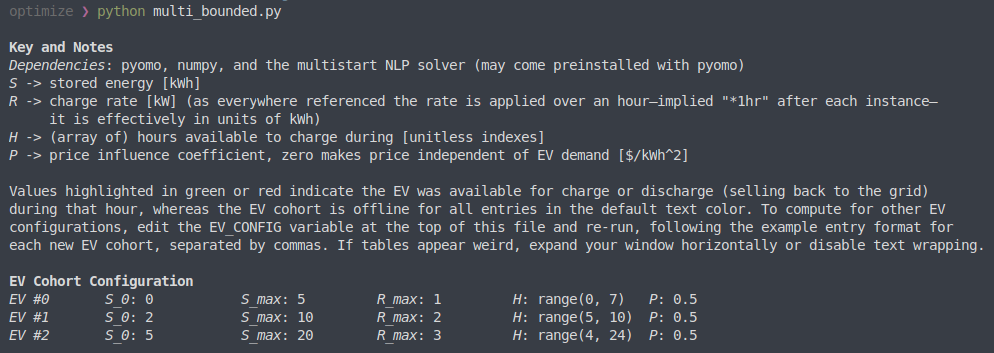 optimize ❯ python multi_bounded.py
Key and Notes
Dependencies: pyomo, numpy, and the multistart NLP solver (may come preinstalled with pyomo)
S -> stored energy [kWh]
R -> charge rate [kW] (as everywhere referenced the rate is applied over an hour—implied "*1hr" after each instance—
it is effectively in units of kWh)
H -> (array of) hours available to charge during [unitless indexes]
P -> price influence coefficient, zero makes price independent of EV demand [$/kWh^2]
Values highlighted in green or red indicate the EV was available for charge or discharge (selling back to the grid)
during that hour, whereas the EV cohort is offline for all entries in the default text color. To compute for other EV
configurations, edit the EV_CONFIG variable at the top of this file and re-run, following the example entry format for
each new EV cohort, separated by commas. If tables appear weird, expand your window horizontally or disable text wrapping.
EV Cohort Configuration
EV #0 S_0: 0 S_max: 5 R_max: 1 H: range(0, 7) P: 0.5
EV #1 S_0: 2 S_max: 10 R_max: 2 H: range(5, 10) P: 0.5
EV #2 S_0: 5 S_max: 20 R_max: 3 H: range(4, 24) P: 0.5